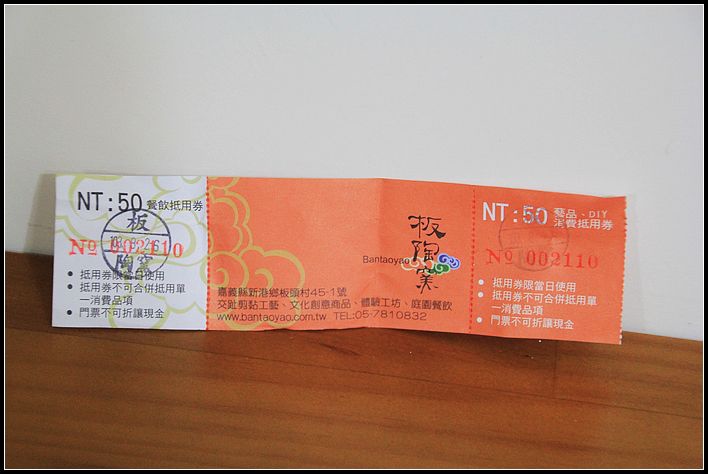 NT : 50 餐飲抵用券
板
陶窯
№ 002110
● 抵用券限當日使用
● 抵用券不可合併抵用單
一消費品項
● 門票不可折讓現金
板陶窯
Bantaoyao
嘉義縣新港鄉板頭村45-1號
交趾剪黏工藝、文化創意商品、體驗工坊、庭園餐飲
www.bantaoyao.com.tw TEL:05-7810832
NT : 50 藝品、DIY
消費抵用券
№ 002110
● 抵用券限當日使用
● 抵用券不可合併抵用單
一消費品項
● 門票不可折讓現金